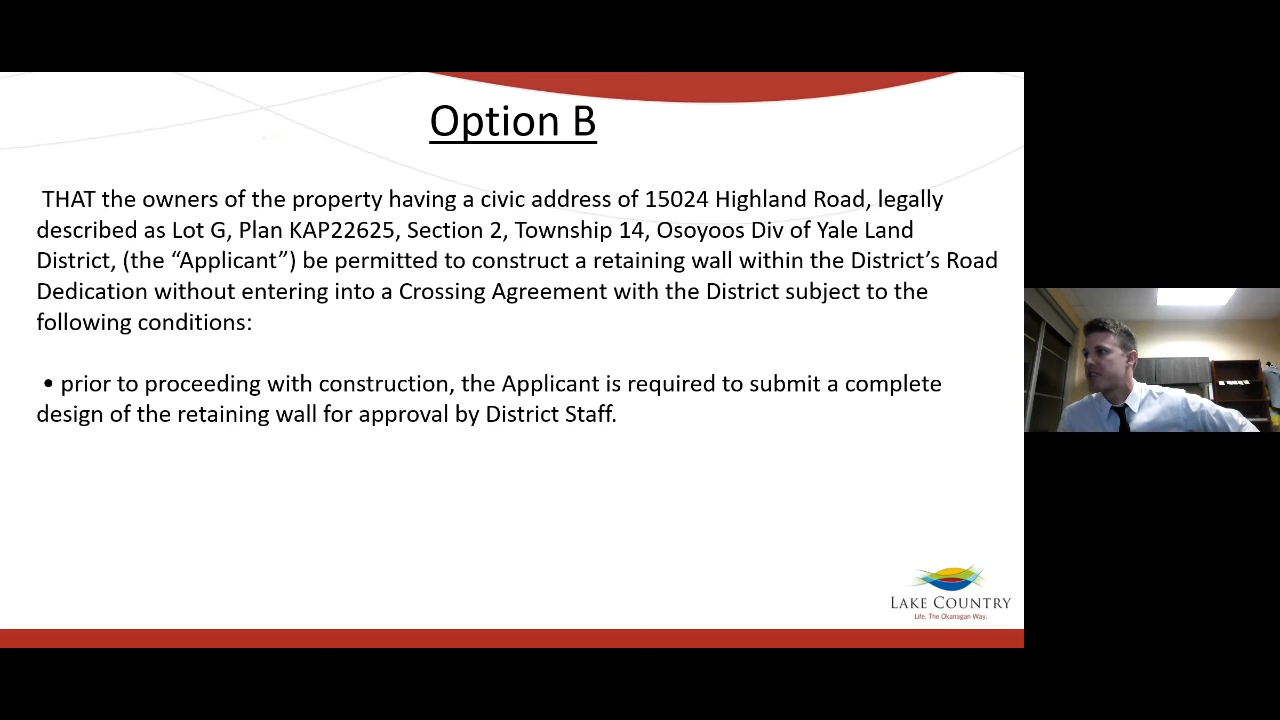 Option B
THAT the owners of the property having a civic address of 15024 Highland Road, legally
described as Lot G, Plan KAP22625, Section 2, Township 14, Osoyoos Div of Yale Land
District, (the “Applicant”) be permitted to construct a retaining wall within the District’s Road
Dedication without entering into a Crossing Agreement with the District subject to the
following conditions:
• prior to proceeding with construction, the Applicant is required to submit a complete
design of the retaining wall for approval by District Staff.
LAKE COUNTRY
Life. The Okanagan Way.